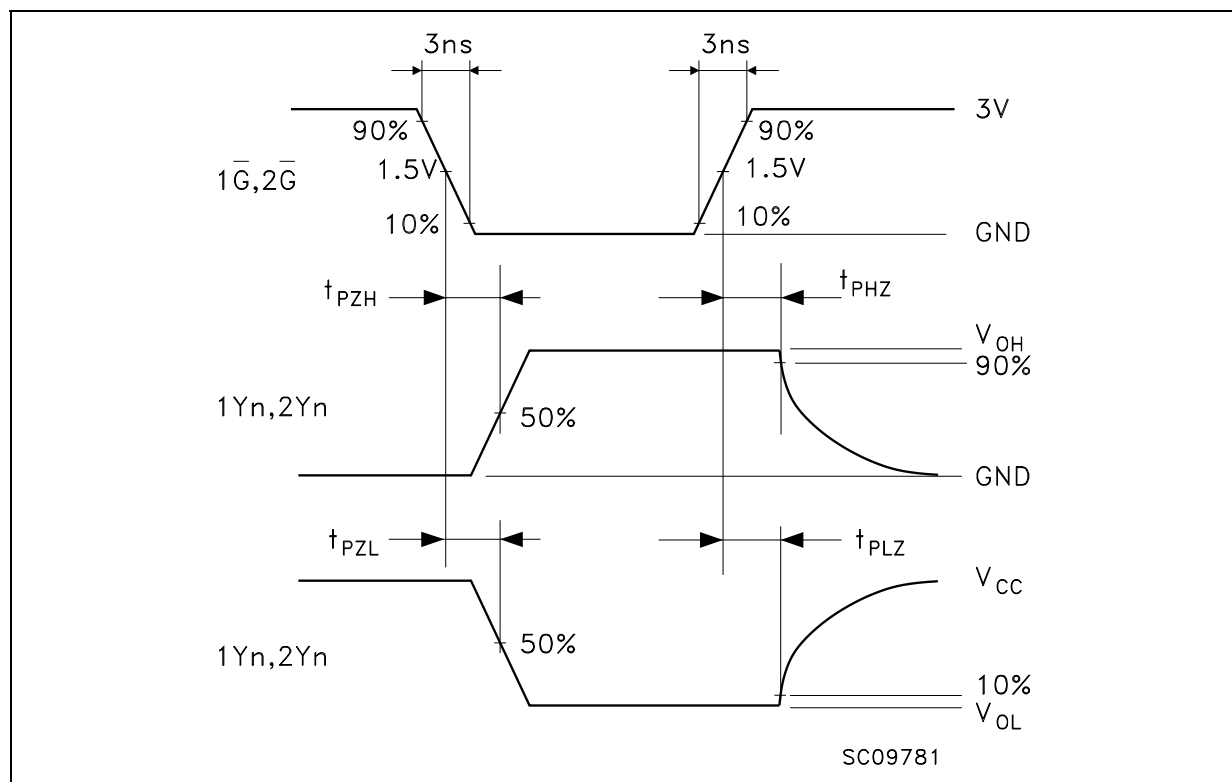 3ns 3ns
3V
90% 90%
1G̅,2G̅ 1.5V 1.5V
10% 10% GND
tPZH tPHZ
VOH
90%
1Yn,2Yn 50%
GND
tPZL tPLZ
VCC
1Yn,2Yn 50%
10%
VOL
SC09781